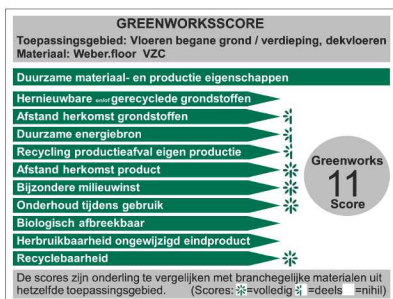 GREENWORKSSCORE
Toepassingsgebied: Vloeren begane grond / verdieping, dekvloeren
Materiaal: Weber.floor VZC
Duurzame materiaal- en productie eigenschappen
Hernieuwbare en/of gerecyclede grondstoffen
Afstand herkomst grondstoffen
Duurzame energiebron
Recycling productieafval eigen productie
Afstand herkomst product
Bijzondere milieuwinst
Onderhoud tijdens gebruik
Biologisch afbreekbaar
Herbruikbaarheid ongewijzigd eindproduct
Recyclebaarheid
Greenworks
11
Score
De scores zijn onderling te vergelijken met branchegelijke materialen uit
hetzelfde toepassingsgebied. (Scores: =volledig =deels =nihil)